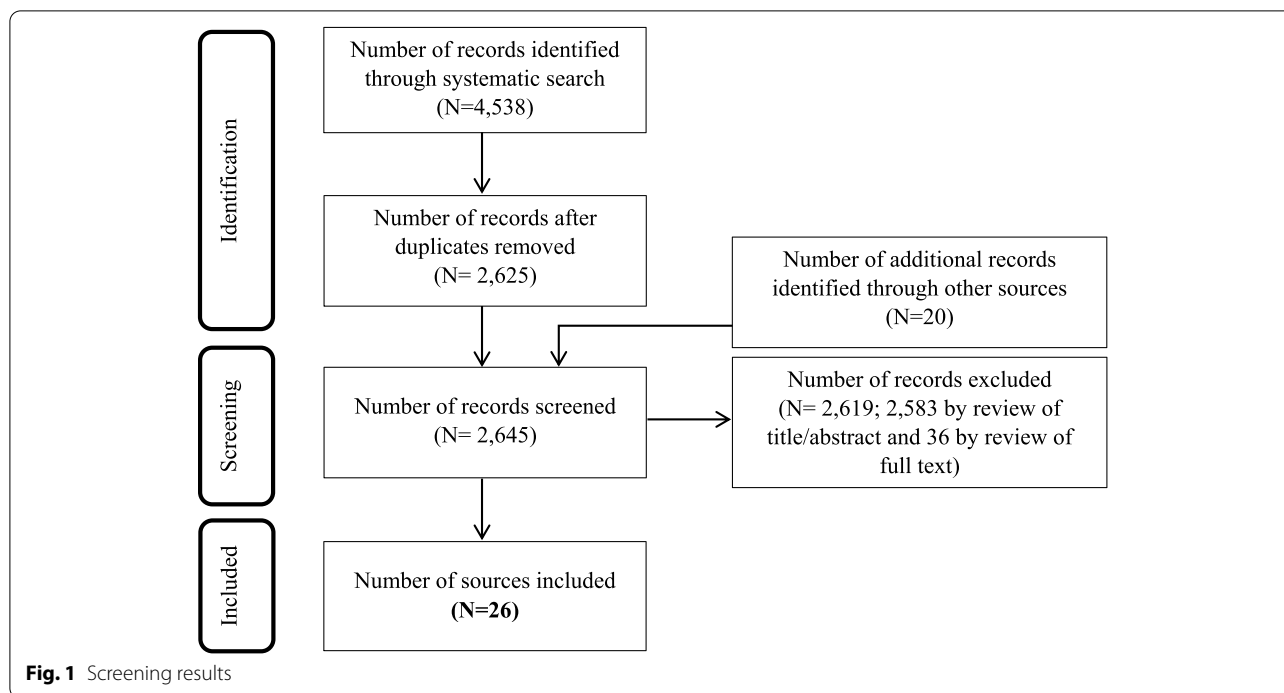 Identification
Number of records identified
through systematic search
(N=4,538)
Number of records after
duplicates removed
(N= 2,625)
Number of additional records
identified through other sources
(N=20)
Screening
Number of records screened
(N= 2,645)
Number of records excluded
(N= 2,619; 2,583 by review of
title/abstract and 36 by review of
full text)
Included
Number of sources included
(N=26)
Fig. 1 Screening results